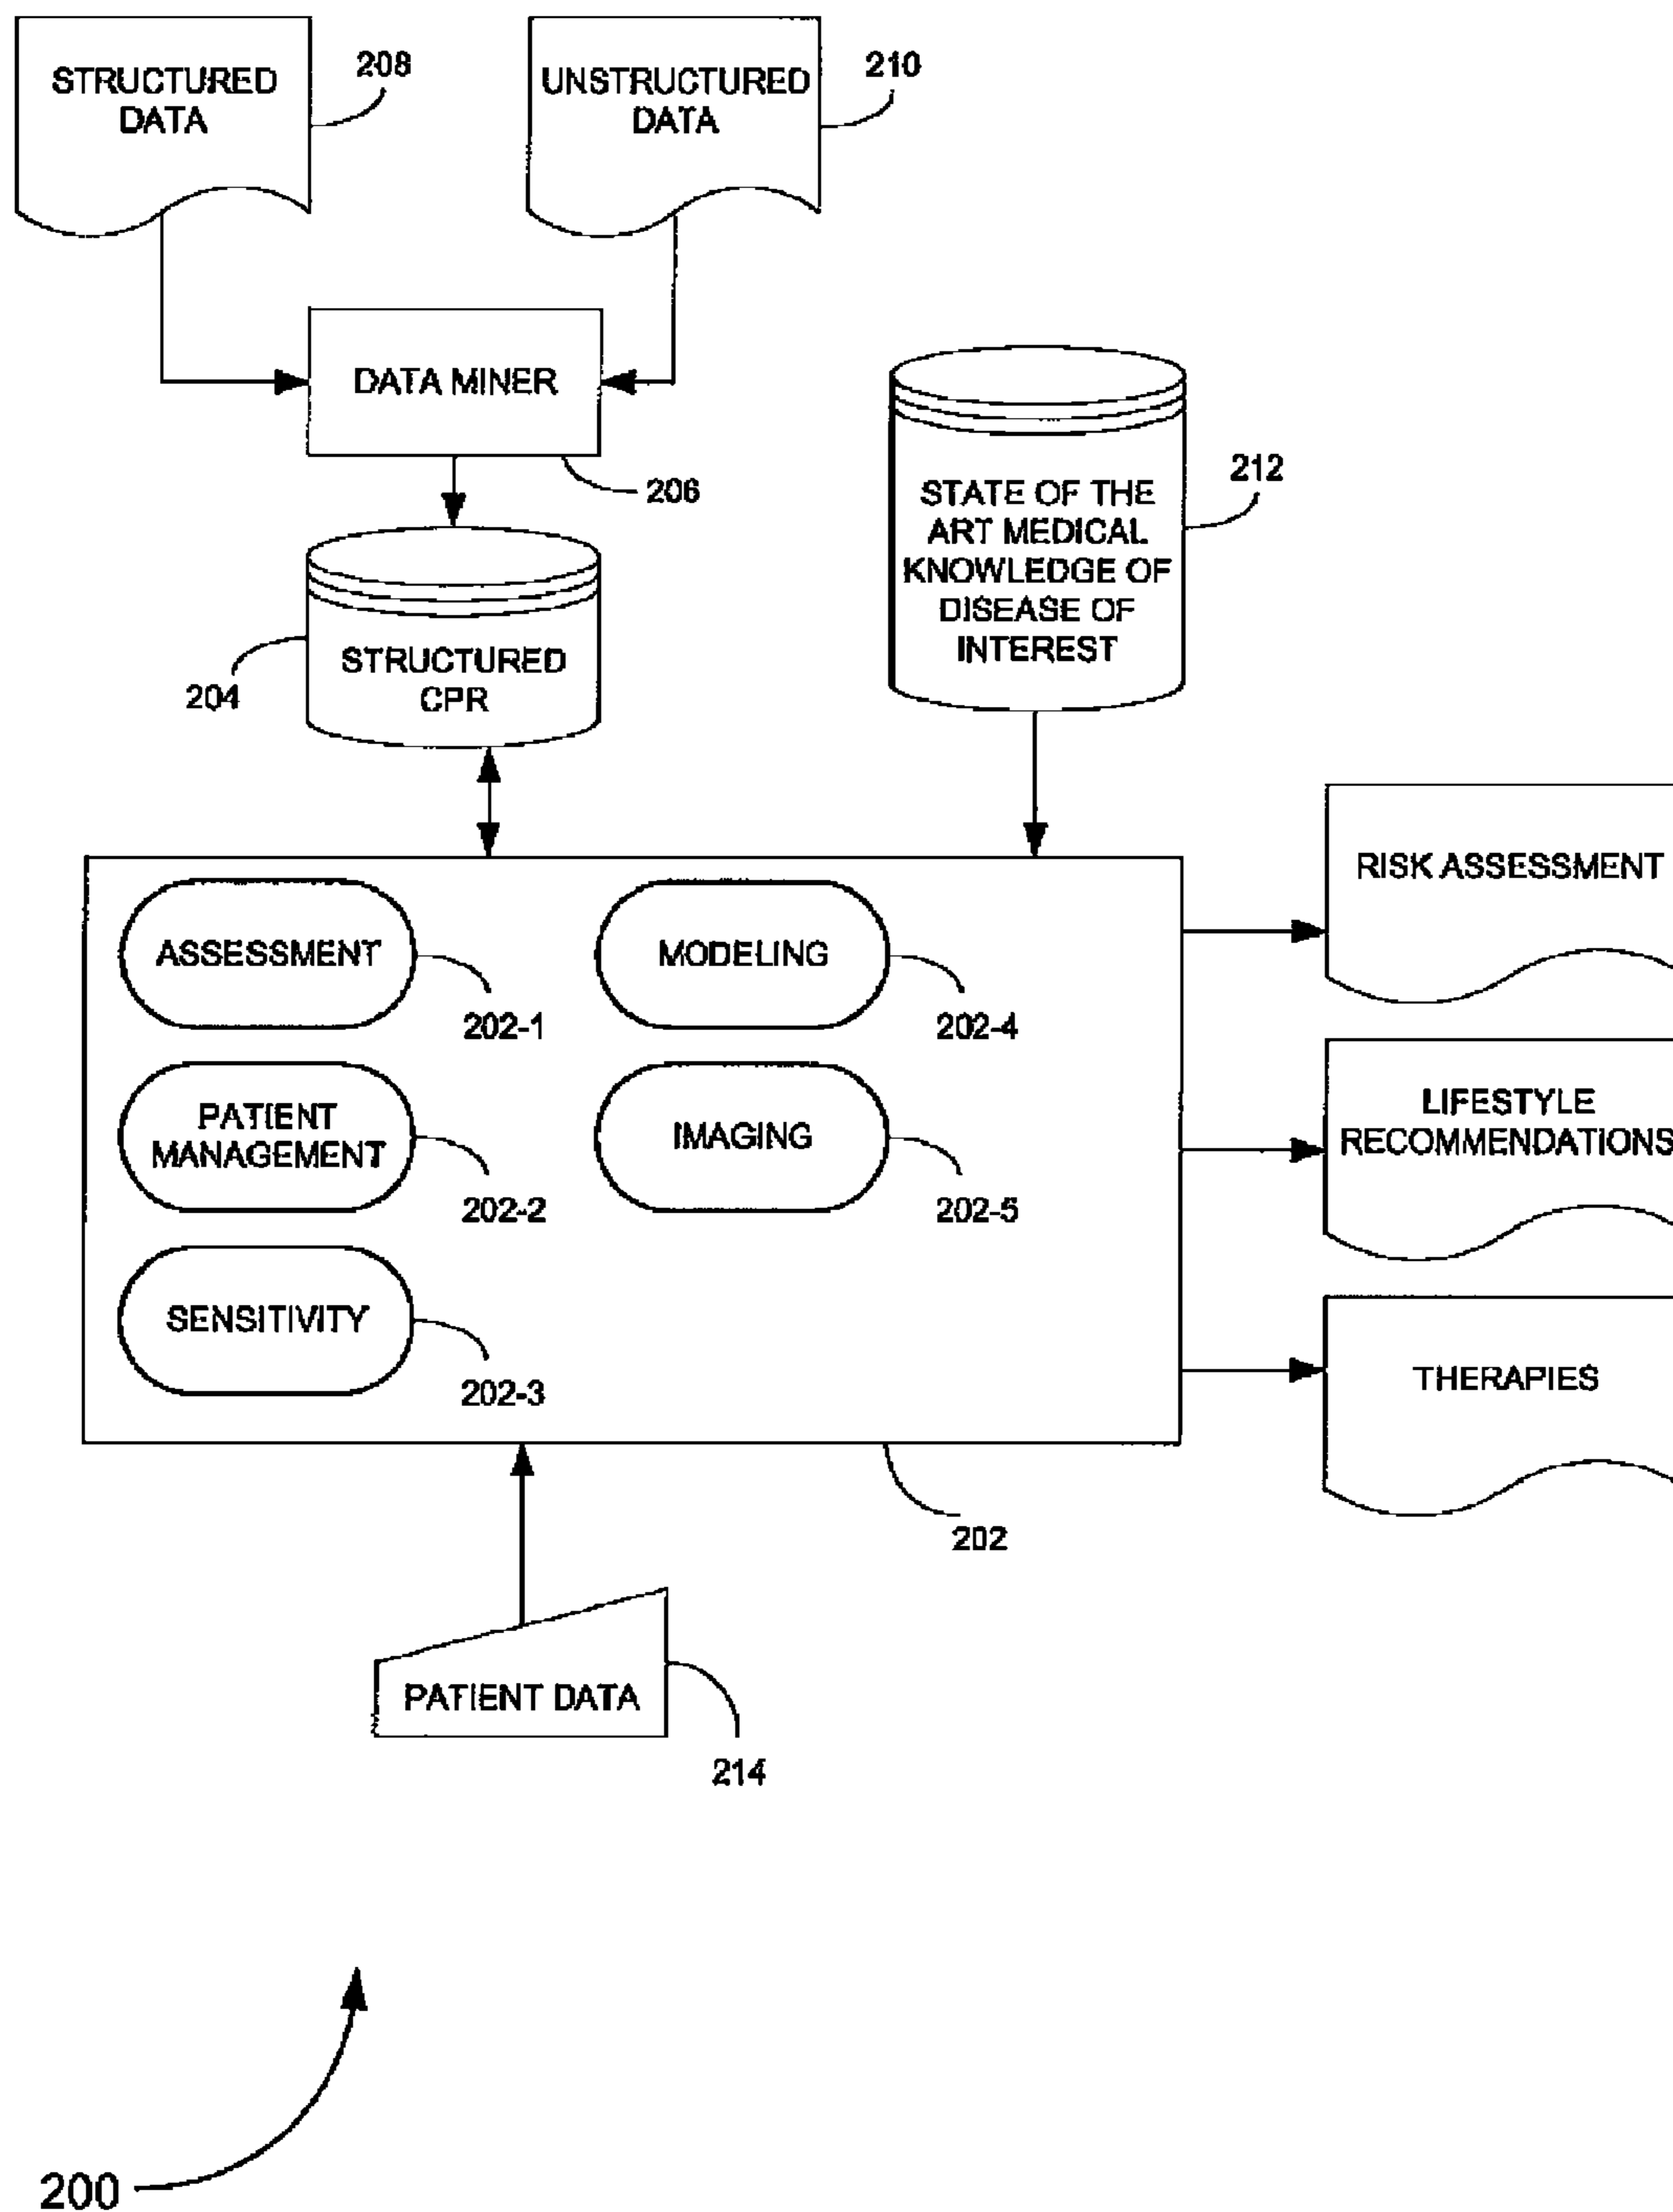 STRUCTURED
DATA
208
UNSTRUCTURED
DATA
210
DATA MINER
206
STRUCTURED
CPR
204
STATE OF THE
ART MEDICAL
KNOWLEDGE OF
DISEASE OF
INTEREST
212
ASSESSMENT
202-1
MODELING
202-4
PATIENT
MANAGEMENT
202-2
IMAGING
202-5
SENSITIVITY
202-3
202
RISK ASSESSMENT
LIFESTYLE
RECOMMENDATIONS
THERAPIES
PATIENT DATA
214
200